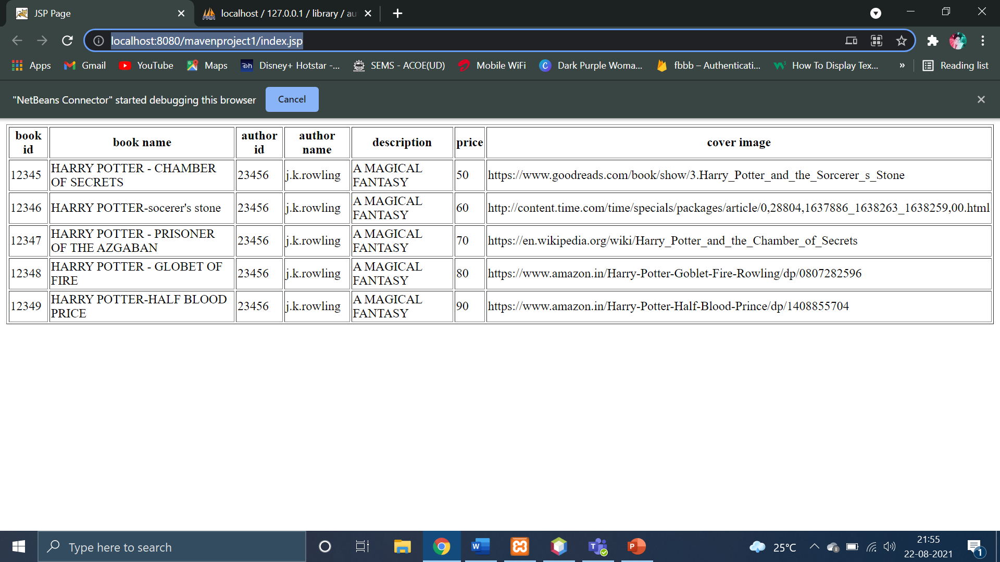 JSP Page
localhost / 127.0.0.1 / library / au
localhost:8080/mavenproject1/index.jsp
Apps Gmail YouTube Maps Disney+ Hotstar -... SEMS - ACOE(UD) Mobile WiFi Dark Purple Woma... fbbb – Authenticati... How To Display Tex... » Reading list
"NetBeans Connector" started debugging this browser Cancel
book id book name author id author name description price cover image
12345 HARRY POTTER - CHAMBER OF SECRETS 23456 j.k.rowling A MAGICAL FANTASY 50 https://www.goodreads.com/book/show/3.Harry_Potter_and_the_Sorcerer_s_Stone
12346 HARRY POTTER-socerer's stone 23456 j.k.rowling A MAGICAL FANTASY 60 http://content.time.com/time/specials/packages/article/0,28804,1637886_1638263_1638259,00.html
12347 HARRY POTTER - PRISONER OF THE AZGABAN 23456 j.k.rowling A MAGICAL FANTASY 70 https://en.wikipedia.org/wiki/Harry_Potter_and_the_Chamber_of_Secrets
12348 HARRY POTTER - GLOBET OF FIRE 23456 j.k.rowling A MAGICAL FANTASY 80 https://www.amazon.in/Harry-Potter-Goblet-Fire-Rowling/dp/0807282596
12349 HARRY POTTER-HALF BLOOD PRICE 23456 j.k.rowling A MAGICAL FANTASY 90 https://www.amazon.in/Harry-Potter-Half-Blood-Prince/dp/1408855704
Type here to search
25°C
21:55
22-08-2021
1